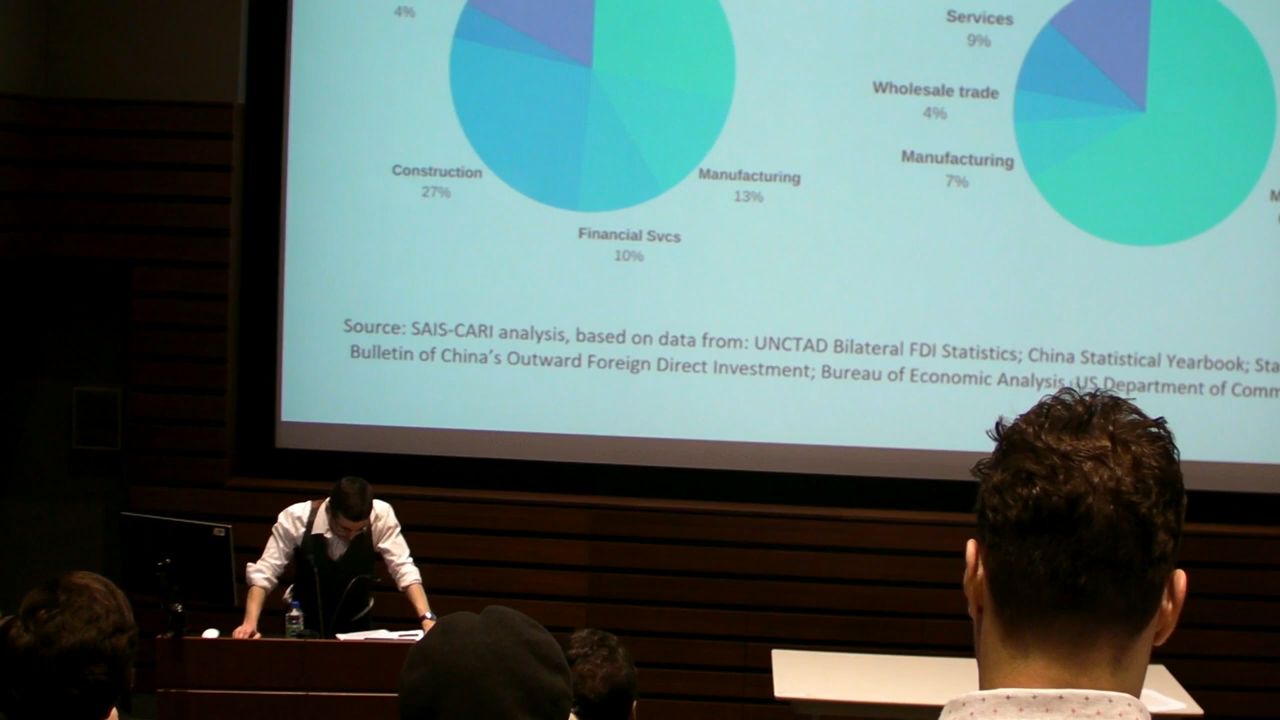 4%
Construction
27%
Financial Svcs
10%
Manufacturing
13%
Services
9%
Wholesale trade
4%
Manufacturing
7%
M
Source: SAIS-CARI analysis, based on data from: UNCTAD Bilateral FDI Statistics; China Statistical Yearbook; Sta
Bulletin of China's Outward Foreign Direct Investment; Bureau of Economic Analysis, US Department of Comm